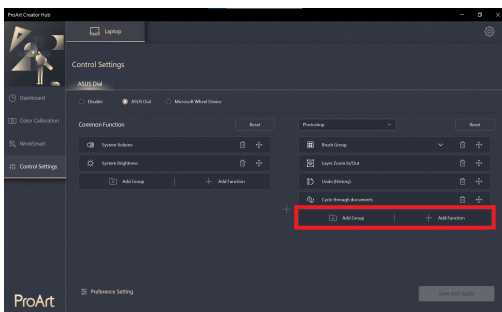 ProArt Creator Hub
Laptop
Control Settings
ASUS Dial
Dashboard
Disable ASUS Dial Microsoft Wheel Device
Color Calibration
Common Function Reset Photoshop Reset
WorkSmart
System Volume Brush Group
Control Settings
System Brightness Layer Zoom In/Out
Add Group Add Function Undo (History)
Cycle through documents
Add Group Add Function
Preference Setting
Save and Apply
ProArt